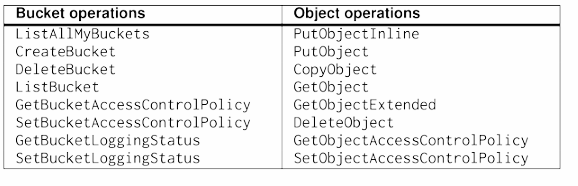 Bucket operations Object operations
ListAllMyBuckets PutObjectInline
CreateBucket PutObject
DeleteBucket CopyObject
ListBucket GetObject
GetBucketAccessControlPolicy GetObjectExtended
SetBucketAccessControlPolicy DeleteObject
GetBucketLoggingStatus GetObjectAccessControlPolicy
SetBucketLoggingStatus SetObjectAccessControlPolicy